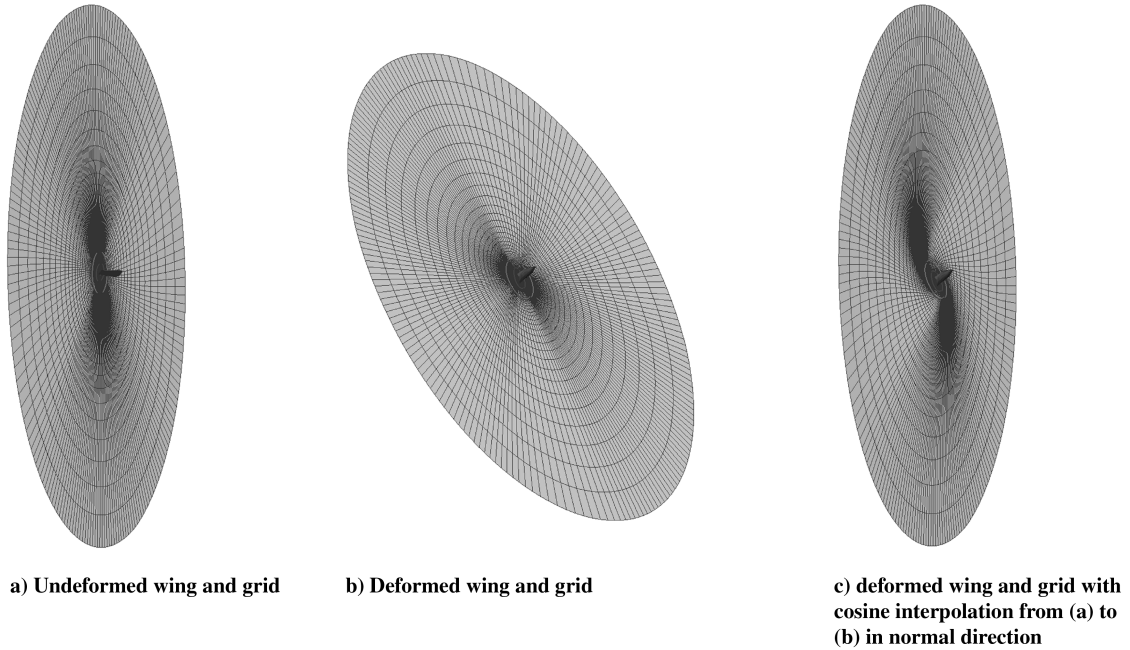 a) Undeformed wing and grid
b) Deformed wing and grid
c) deformed wing and grid with
cosine interpolation from (a) to
(b) in normal direction